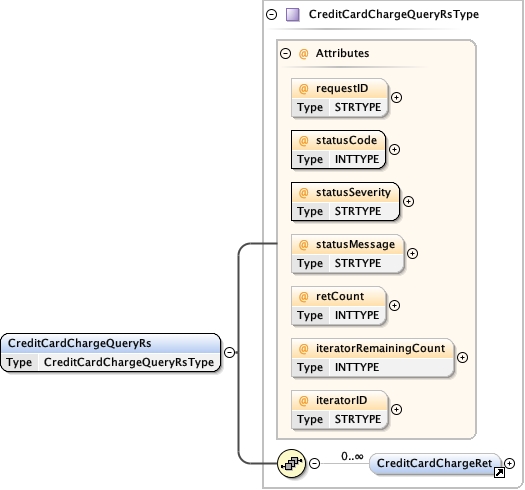 CreditCardChargeQueryRsType
@ Attributes
@ requestID
Type STRTYPE
@ statusCode
Type INTTYPE
@ statusSeverity
Type STRTYPE
@ statusMessage
Type STRTYPE
@ retCount
Type INTTYPE
@ iteratorRemainingCount
Type INTTYPE
@ iteratorID
Type STRTYPE
CreditCardChargeQueryRs
Type CreditCardChargeQueryRsType
0..∞
CreditCardChargeRet